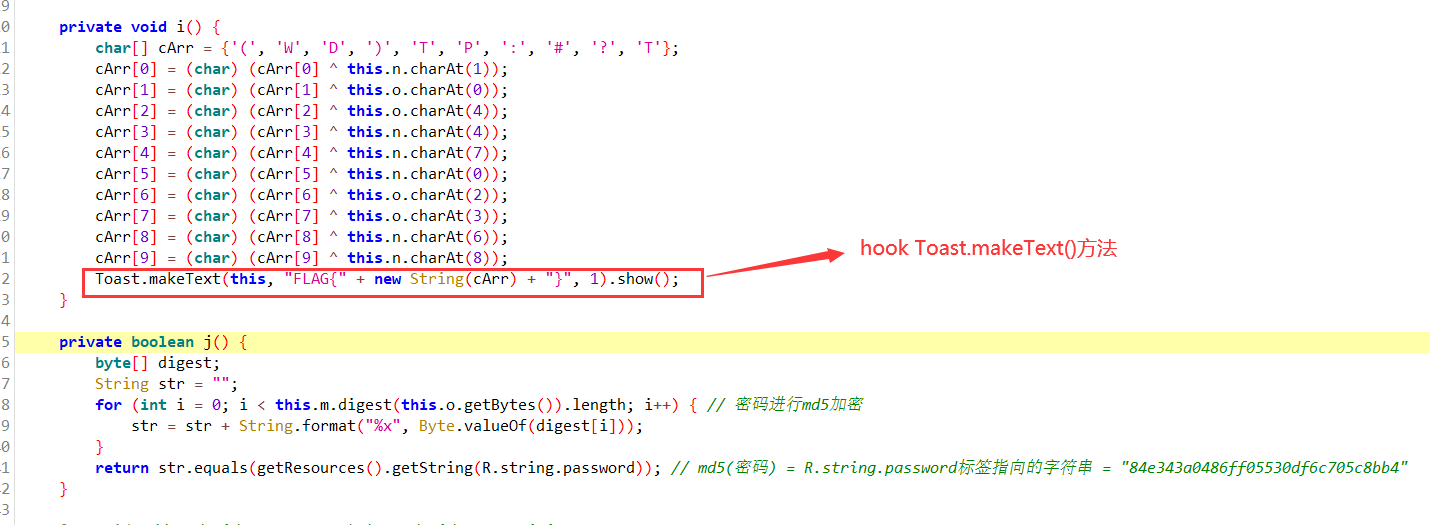 9
0 private void i() {
1 char[] cArr = {'(', 'W', 'D', ')', 'T', 'P', ':', '#', '?', 'T'};
2 cArr[0] = (char) (cArr[0] ^ this.n.charAt(1));
3 cArr[1] = (char) (cArr[1] ^ this.o.charAt(0));
4 cArr[2] = (char) (cArr[2] ^ this.o.charAt(4));
5 cArr[3] = (char) (cArr[3] ^ this.n.charAt(4));
6 cArr[4] = (char) (cArr[4] ^ this.n.charAt(7));
7 cArr[5] = (char) (cArr[5] ^ this.n.charAt(0));
8 cArr[6] = (char) (cArr[6] ^ this.o.charAt(2));
9 cArr[7] = (char) (cArr[7] ^ this.o.charAt(3));
0 cArr[8] = (char) (cArr[8] ^ this.n.charAt(6));
1 cArr[9] = (char) (cArr[9] ^ this.n.charAt(8));
2 Toast.makeText(this, "FLAG{" + new String(cArr) + "}", 1).show();
hook Toast.makeText()方法
3 }
4
5 private boolean j() {
6 byte[] digest;
7 String str = "";
8 for (int i = 0; i < this.m.digest(this.o.getBytes()).length; i++) { // 密码进行md5加密
9 str = str + String.format("%x", Byte.valueOf(digest[i]));
0 }
1 return str.equals(getResources().getString(R.string.password)); // md5(密码) = R.string.password标签指向的字符串 = "84e343a0486ff05530df6c705c8bb4"
2 }
3